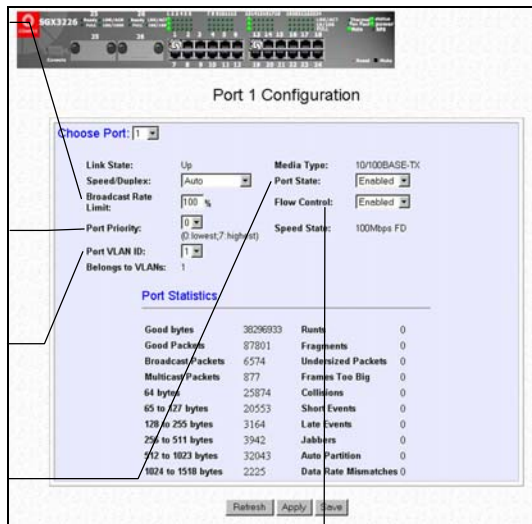 SGX3226
Port 1 Configuration
Choose Port: 1
Link State: Up Media Type: 10/100BASE-TX
Speed/Duplex: Auto Port State: Enabled
Broadcast Rate Limit: 100 % Flow Control: Enabled
Port Priority: 0 (0:lowest;7:highest) Speed State: 100Mbps FD
Port VLAN ID: 1
Belongs to VLANs: 1
Port Statistics
Good bytes 38296933 Runts 0
Good Packets 87801 Fragments 0
Broadcast Packets 6574 Undersized Packets 0
Multicast Packets 877 Frames Too Big 0
64 bytes 25874 Collisions 0
65 to 127 bytes 20553 Short Events 0
128 to 255 bytes 3164 Late Events 0
256 to 511 bytes 3942 Jabbers 0
512 to 1023 bytes 32043 Auto Partition 0
1024 to 1518 bytes 2225 Data Rate Mismatches 0
Refresh Apply Save